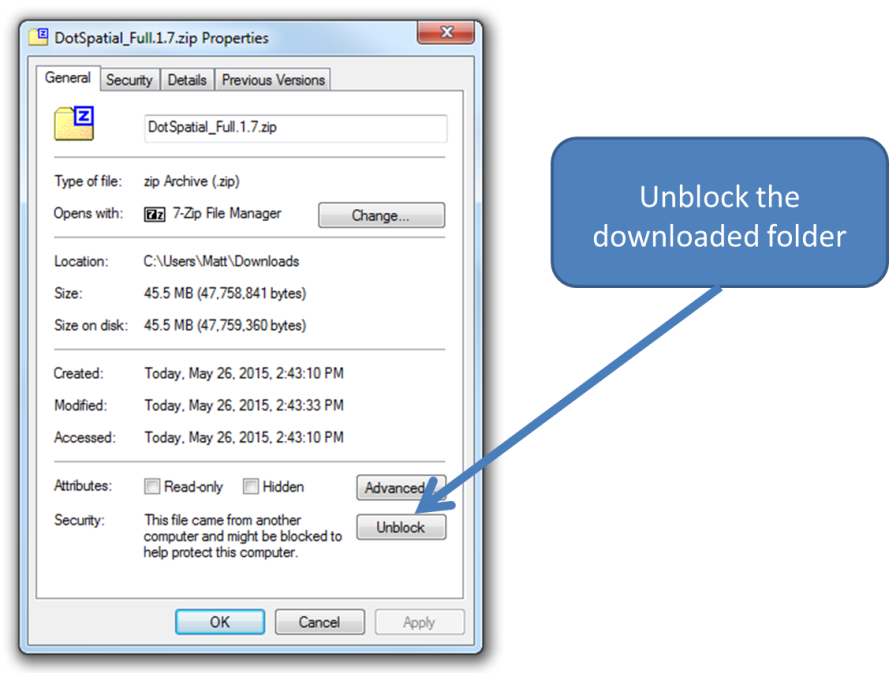 DotSpatial_Full.1.7.zip Properties
General Security Details Previous Versions
DotSpatial_Full.1.7.zip
Type of file: zip Archive (.zip)
Opens with: 7-Zip File Manager Change...
Location: C:\Users\Matt\Downloads
Size: 45.5 MB (47,758,841 bytes)
Size on disk: 45.5 MB (47,759,360 bytes)
Created: Today, May 26, 2015, 2:43:10 PM
Modified: Today, May 26, 2015, 2:43:33 PM
Accessed: Today, May 26, 2015, 2:43:10 PM
Attributes: Read-only Hidden Advanced...
Security: This file came from another
computer and might be blocked to
help protect this computer.
Unblock
OK Cancel Apply
Unblock the
downloaded folder